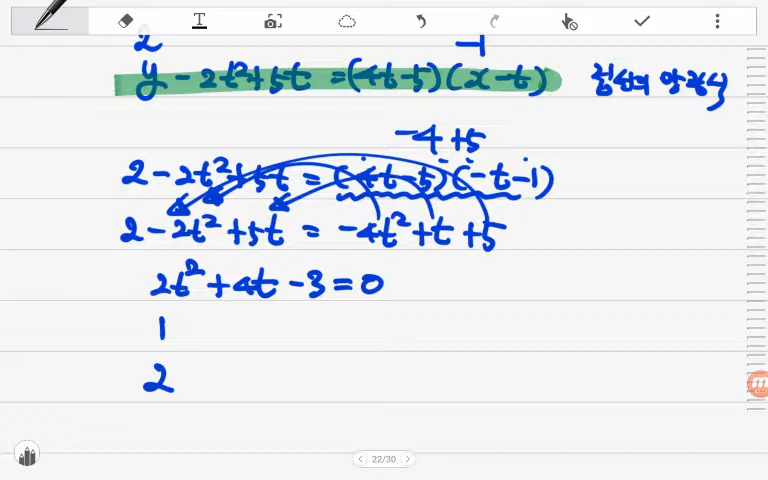 2 -1
y - 2t² + 5t = (4t - 5)(x - t) 접선의 방정식
-4 + 5
2 - 2t² + 5t = (4t - 5)(-t - 1)
2 - 2t² + 5t = -4t² + t + 5
2t² + 4t - 3 = 0
1
2
22/30